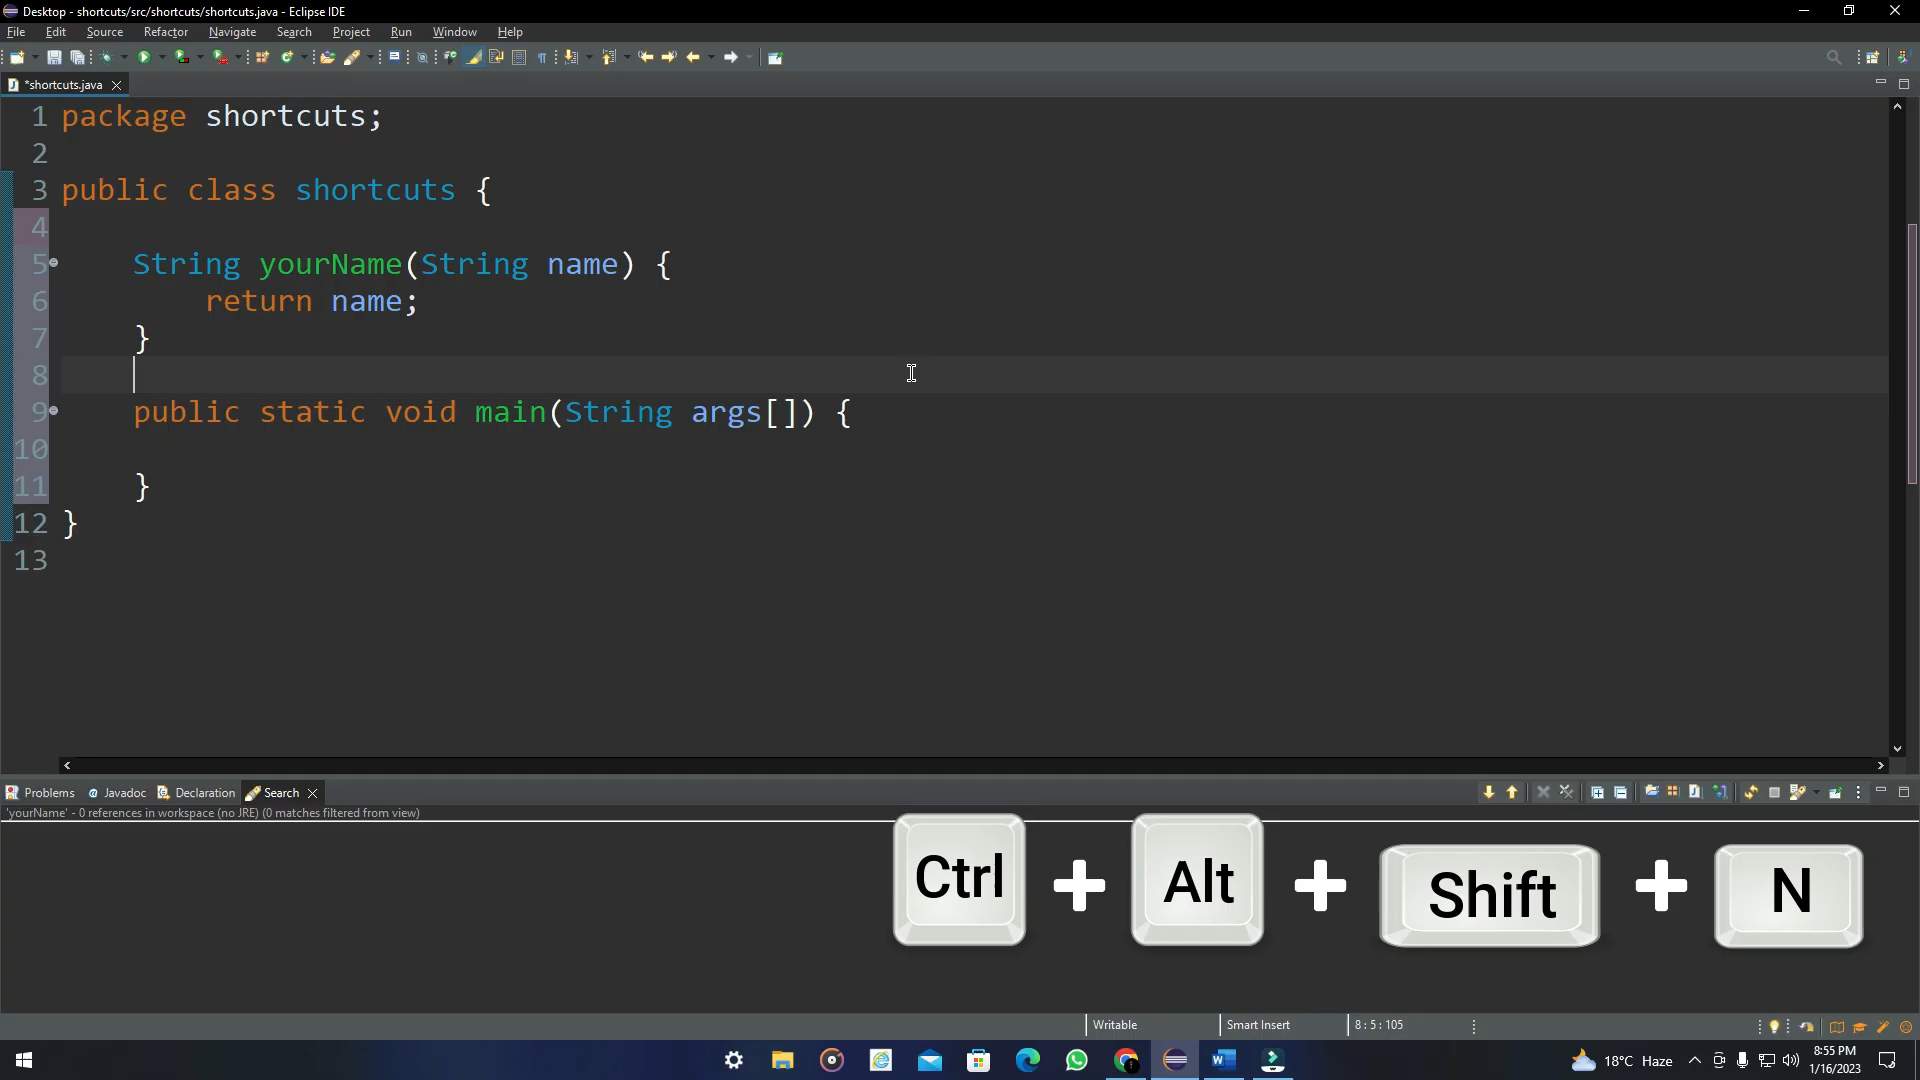 Desktop - shortcuts/src/shortcuts/shortcuts.java - Eclipse IDE
File Edit Source Refactor Navigate Search Project Run Window Help
*shortcuts.java
1 package shortcuts;
2
3 public class shortcuts {
4
5 String yourName(String name) {
6 return name;
7 }
8
9 public static void main(String args[]) {
10
11 }
12 }
13
Problems @ Javadoc Declaration Search
'yourName' - 0 references in workspace (no JRE) (0 matches filtered from view)
Ctrl + Alt + Shift + N
Writable Smart Insert 8 : 5 : 105
18°C Haze 8:55 PM
1/16/2023